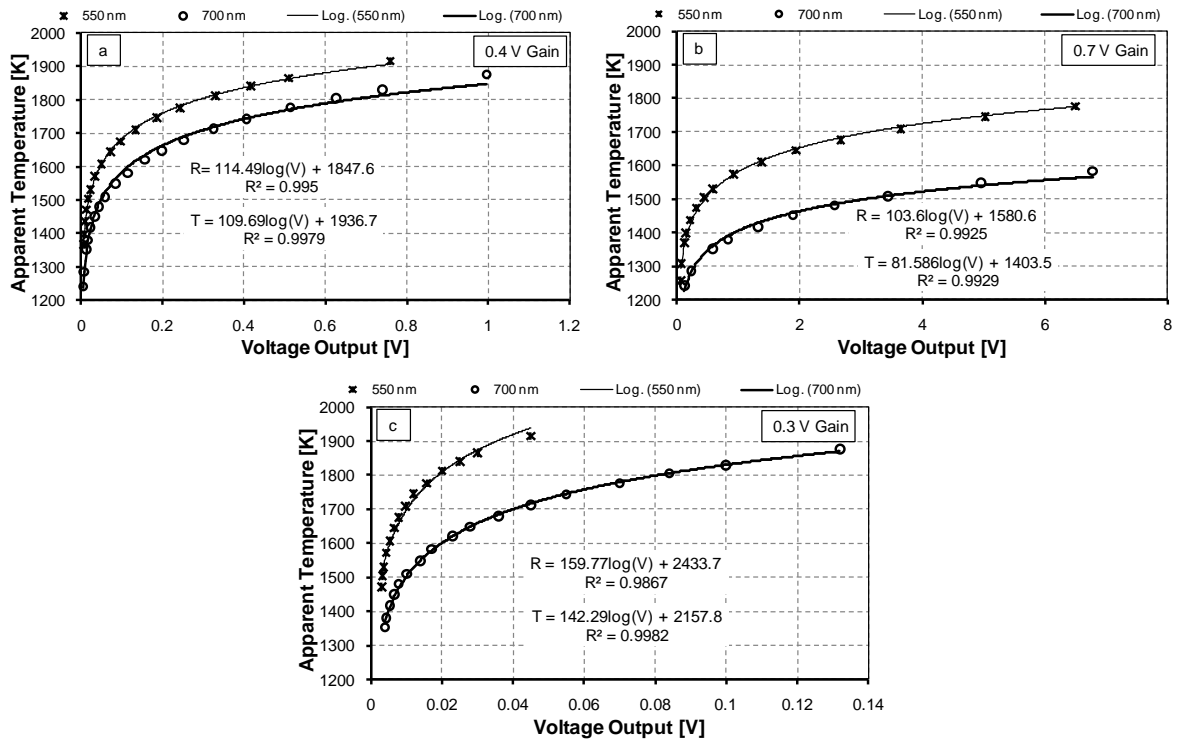 550 nm 700 nm Log. (550 nm) Log. (700 nm)
a
0.4 V Gain
Apparent Temperature [K]
2000
1900
1800
1700
1600
1500
1400
1300
1200
R= 114.49log(V) + 1847.6
R² = 0.995
T = 109.69log(V) + 1936.7
R² = 0.9979
0 0.2 0.4 0.6 0.8 1 1.2
Voltage Output [V]
550 nm 700 nm Log. (550 nm) Log. (700 nm)
b
0.7 V Gain
Apparent Temperature [K]
2000
1900
1800
1700
1600
1500
1400
1300
1200
R = 103.6log(V) + 1580.6
R² = 0.9925
T = 81.586log(V) + 1403.5
R² = 0.9929
0 2 4 6 8
Voltage Output [V]
550 nm 700 nm Log. (550 nm) Log. (700 nm)
c
0.3 V Gain
Apparent Temperature [K]
2000
1900
1800
1700
1600
1500
1400
1300
1200
R = 159.77log(V) + 2433.7
R² = 0.9867
T = 142.29log(V) + 2157.8
R² = 0.9982
0 0.02 0.04 0.06 0.08 0.1 0.12 0.14
Voltage Output [V]